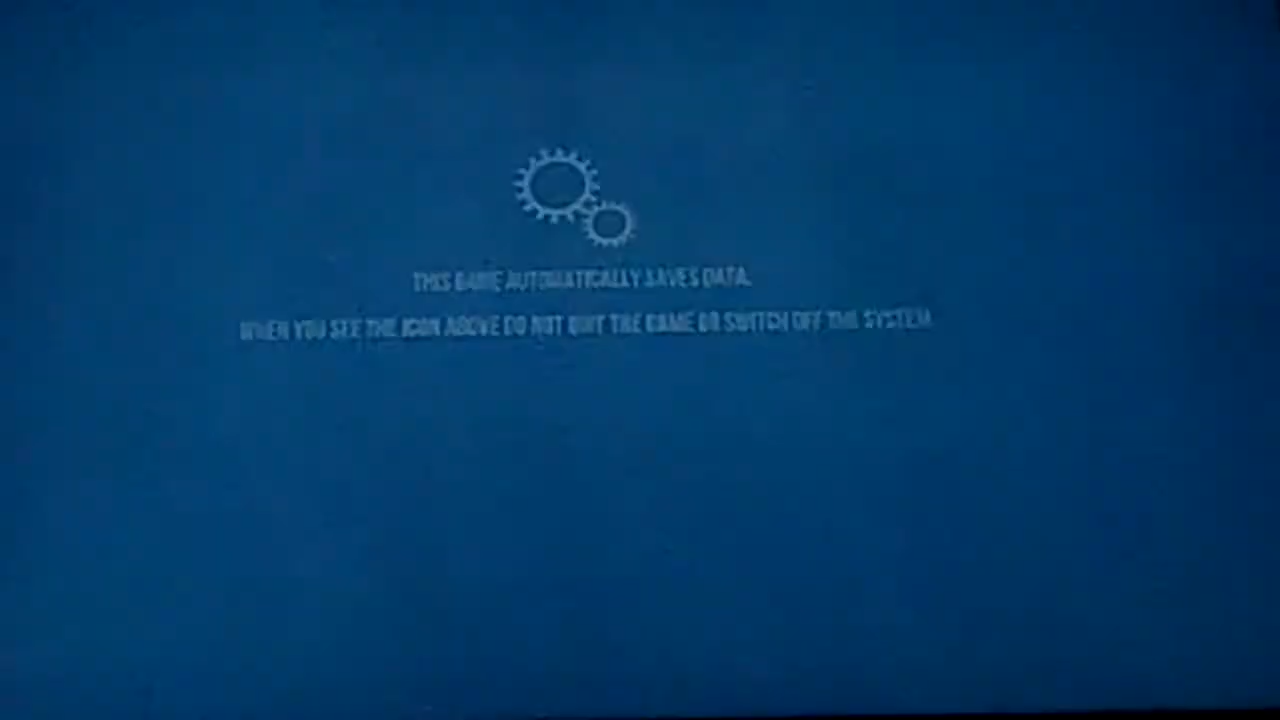 THIS GAME AUTOMATICALLY SAVES DATA.
WHEN YOU SEE THE ICON ABOVE DO NOT QUIT THE GAME OR SWITCH OFF THE SYSTEM